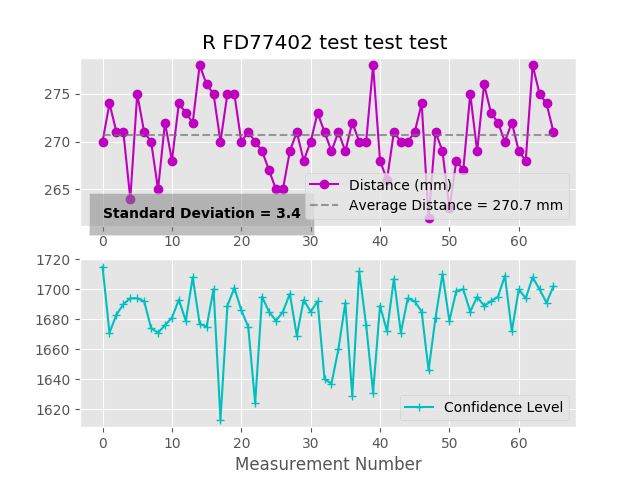 R FD77402 test test test
275
270
265
Standard Deviation = 3.4
Distance (mm)
Average Distance = 270.7 mm
0 10 20 30 40 50 60
1720
1700
1680
1660
1640
1620
Confidence Level
0 10 20 30 40 50 60
Measurement Number